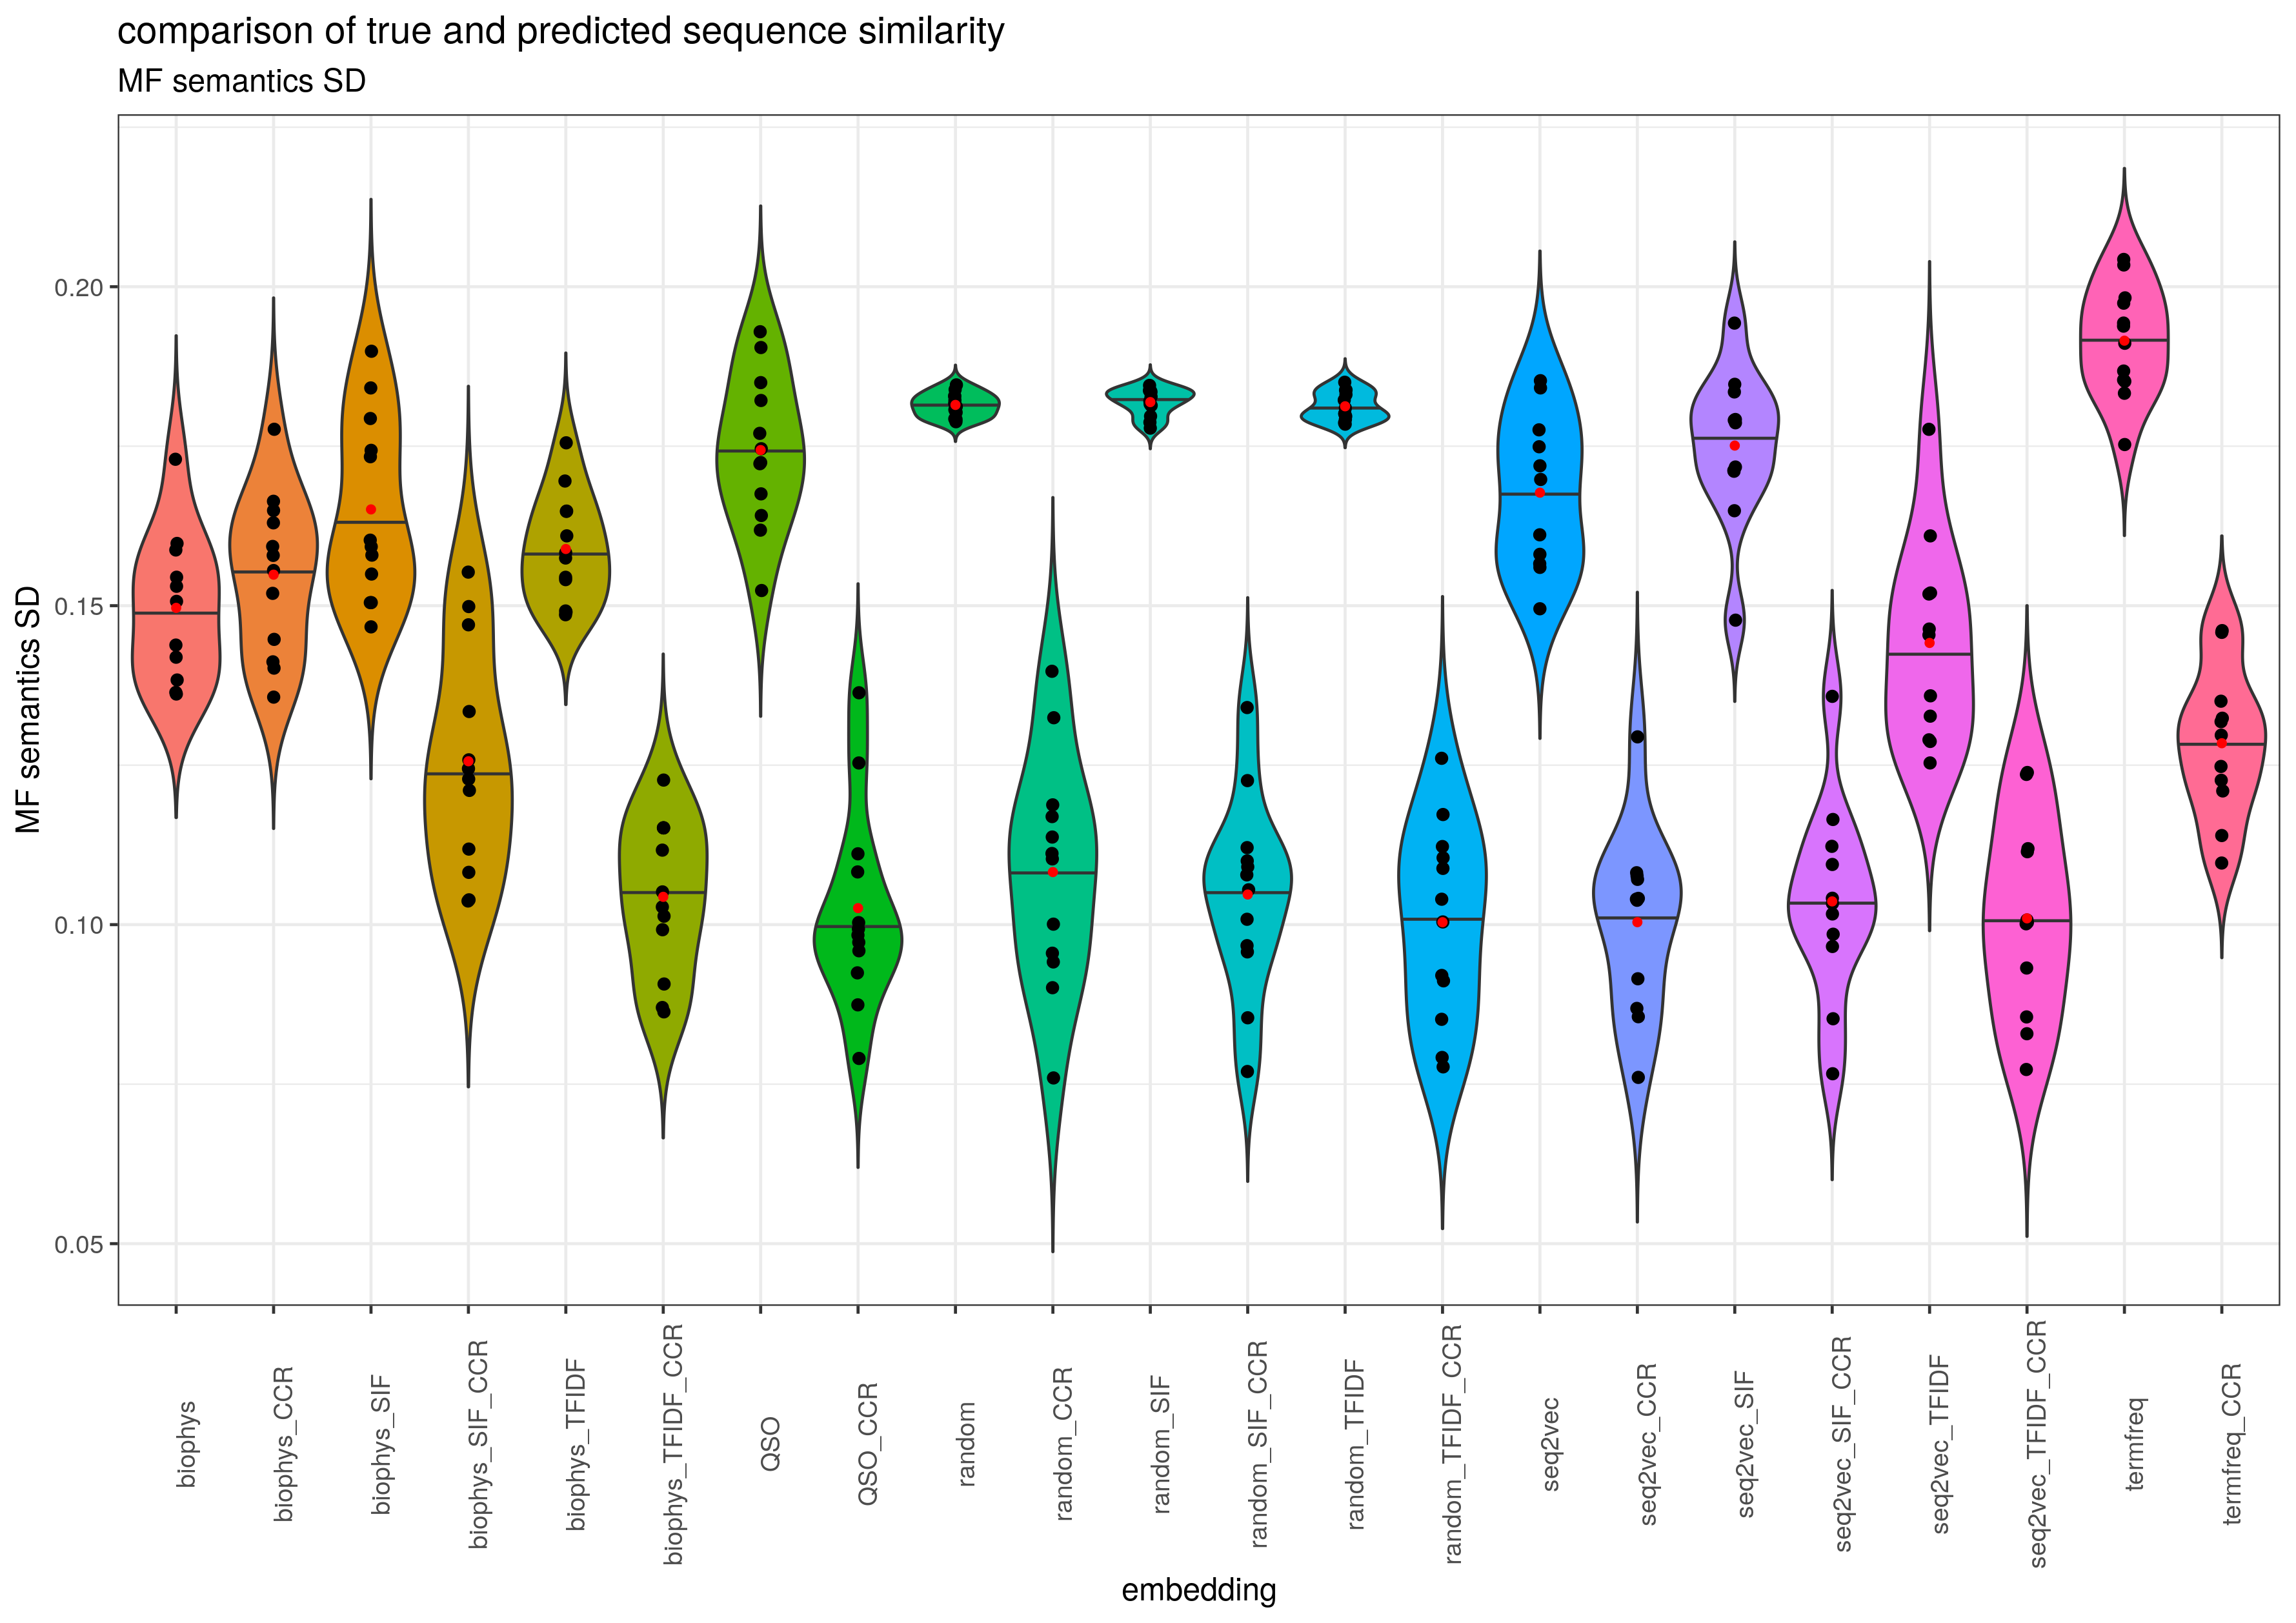 comparison of true and predicted sequence similarity
MF semantics SD
MF semantics SD
0.20
0.15
0.10
0.05
biophys
biophys_CCR
biophys_SIF
biophys_SIF_CCR
biophys_TFIDF
biophys_TFIDF_CCR
QSO
QSO_CCR
random
random_CCR
random_SIF
random_SIF_CCR
random_TFIDF
random_TFIDF_CCR
seq2vec
seq2vec_CCR
seq2vec_SIF
seq2vec_SIF_CCR
seq2vec_TFIDF
seq2vec_TFIDF_CCR
termfreq
termfreq_CCR
embedding